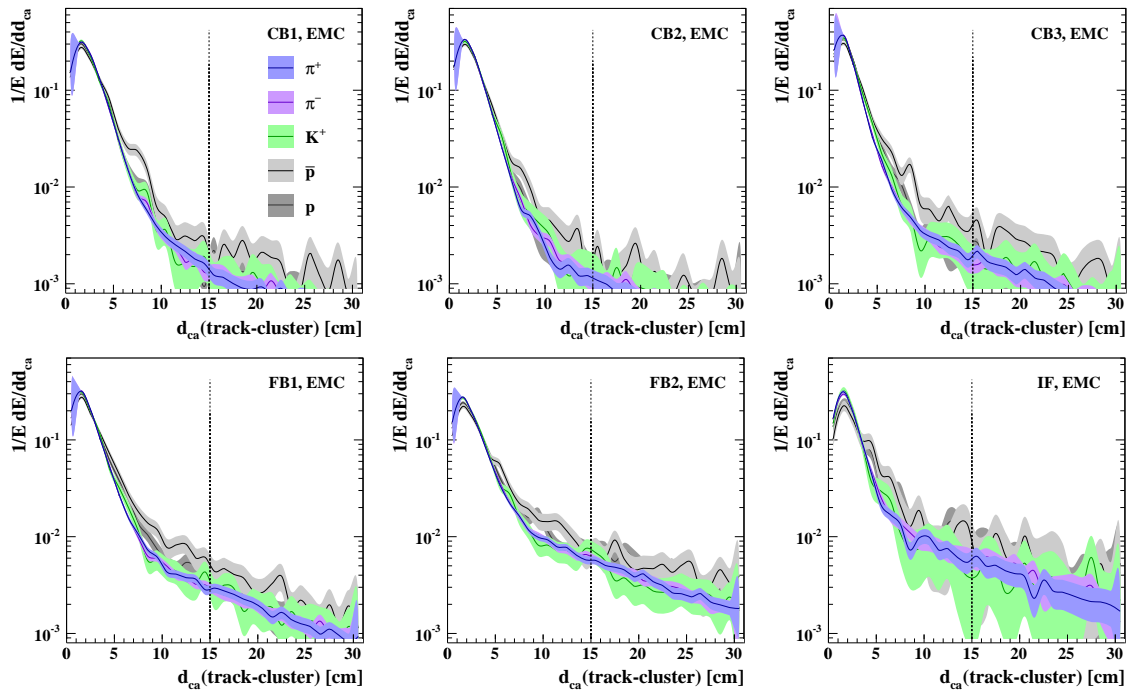 1/E dE/dd_ca
CB1, EMC
π+
π−
K+
p̄
p
10^-1
10^-2
10^-3
0 5 10 15 20 25 30
d_ca(track-cluster) [cm]
1/E dE/dd_ca
CB2, EMC
10^-1
10^-2
10^-3
0 5 10 15 20 25 30
d_ca(track-cluster) [cm]
1/E dE/dd_ca
CB3, EMC
10^-1
10^-2
10^-3
0 5 10 15 20 25 30
d_ca(track-cluster) [cm]
1/E dE/dd_ca
FB1, EMC
10^-1
10^-2
10^-3
0 5 10 15 20 25 30
d_ca(track-cluster) [cm]
1/E dE/dd_ca
FB2, EMC
10^-1
10^-2
10^-3
0 5 10 15 20 25 30
d_ca(track-cluster) [cm]
1/E dE/dd_ca
IF, EMC
10^-1
10^-2
10^-3
0 5 10 15 20 25 30
d_ca(track-cluster) [cm]